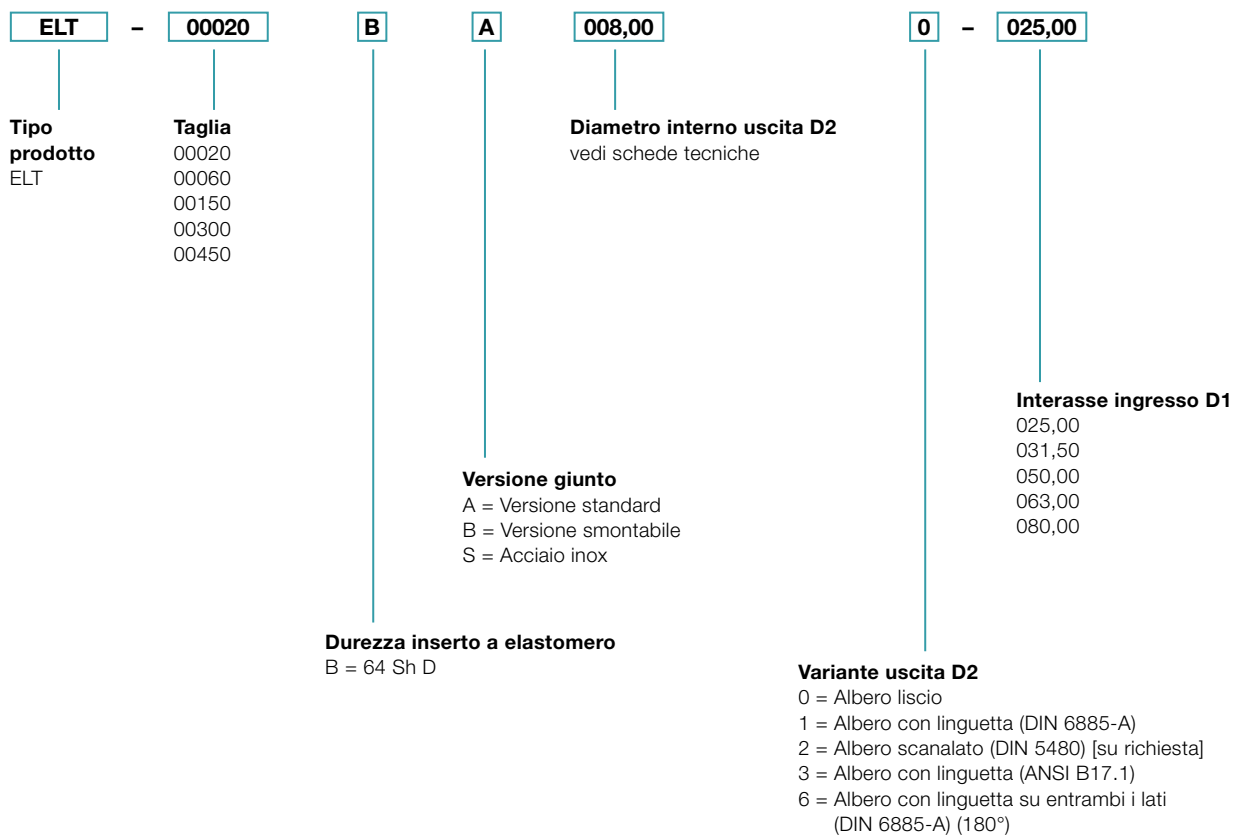 ELT – 00020 B A 008,00 0 – 025,00
Tipo
prodotto
ELT
Taglia
00020
00060
00150
00300
00450
Diametro interno uscita D2
vedi schede tecniche
Interasse ingresso D1
025,00
031,50
050,00
063,00
080,00
Versione giunto
A = Versione standard
B = Versione smontabile
S = Acciaio inox
Durezza inserto a elastomero
B = 64 Sh D
Variante uscita D2
0 = Albero liscio
1 = Albero con linguetta (DIN 6885-A)
2 = Albero scanalato (DIN 5480) [su richiesta]
3 = Albero con linguetta (ANSI B17.1)
6 = Albero con linguetta su entrambi i lati
(DIN 6885-A) (180°)